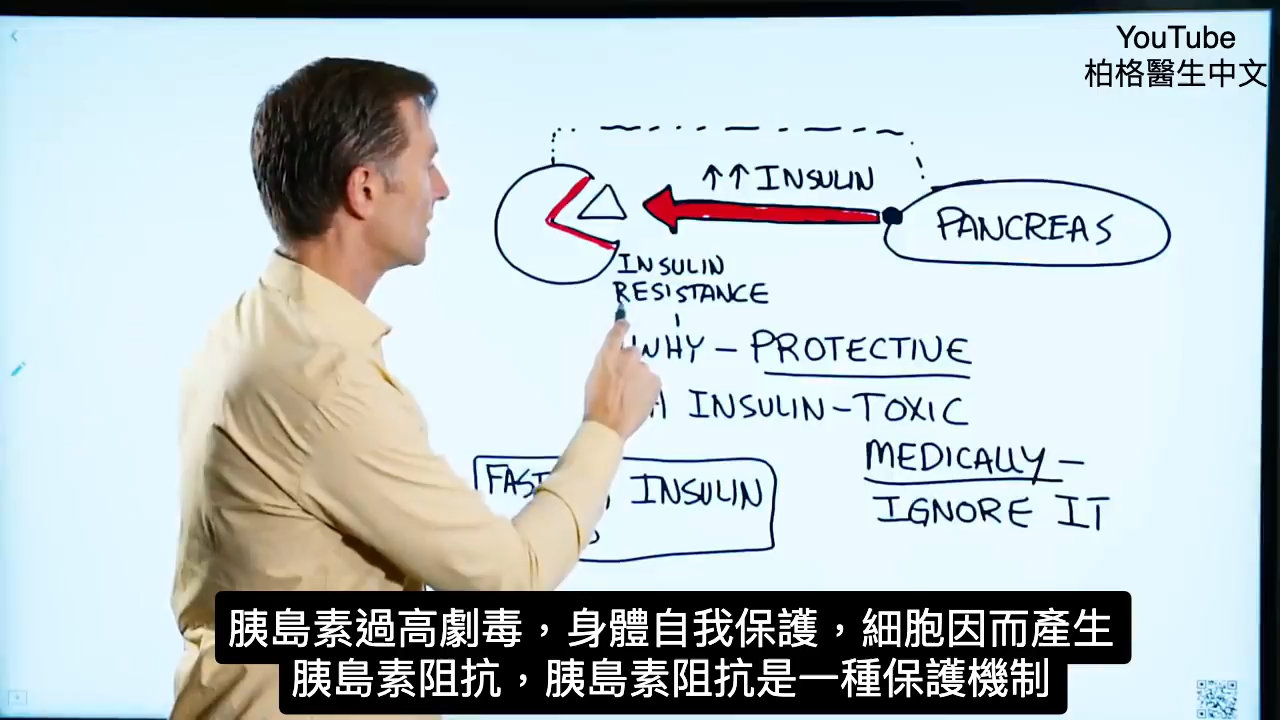 YouTube
柏格醫生中文
↑↑ INSULIN
PANCREAS
INSULIN
RESISTANCE
WHY - PROTECTIVE
INSULIN - TOXIC
MEDICALLY -
IGNORE IT
INSULIN
胰島素過高劇毒，身體自我保護，細胞因而產生
胰島素阻抗，胰島素阻抗是一種保護機制